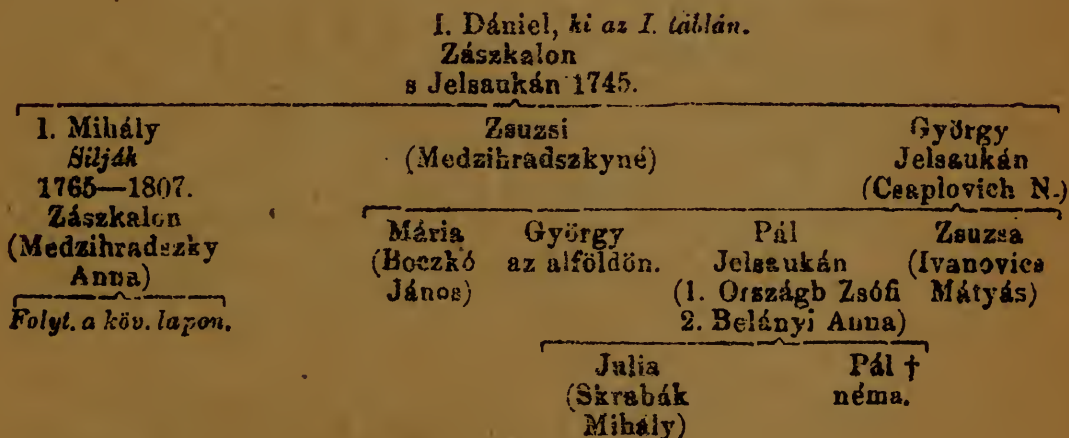 I. Dániel, ki az I. táblán.
Zászkalon
s Jelsaukán 1745.
1. Mihály
Silják
1765—1807.
Zászkalon
(Medzihradszky
Anna)
Folyt. a köv. lapon.
Zsuzsi
(Medzihradszkyné)
György
Jelsaukán
(Csaplovich N.)
Mária
(Boczkó
János)
György
az alföldön.
Pál
Jelsaukán
(1. Országh Zsófi
2. Belányi Anna)
Zsuzsa
(Ivanovics
Mátyás)
Julia
(Skrabák
Mihály)
Pál †
néma.